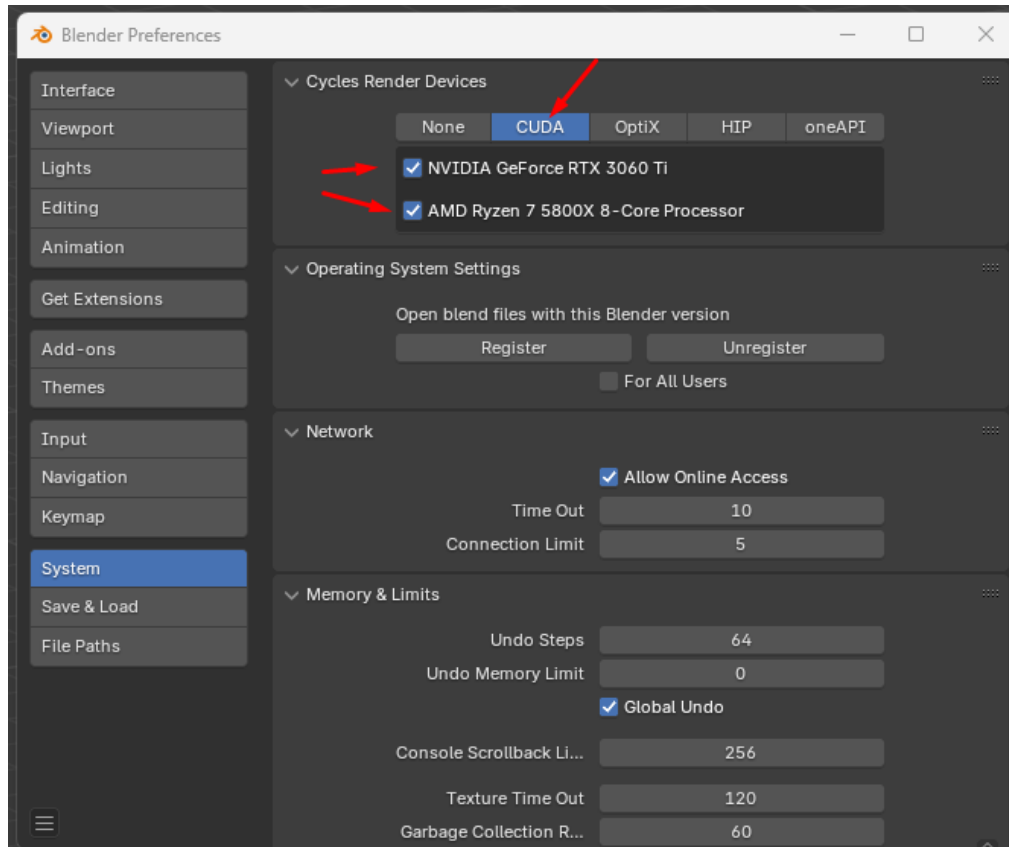 Blender Preferences
Interface
Viewport
Lights
Editing
Animation
Get Extensions
Add-ons
Themes
Input
Navigation
Keymap
System
Save & Load
File Paths
Cycles Render Devices
None CUDA OptiX HIP oneAPI
NVIDIA GeForce RTX 3060 Ti
AMD Ryzen 7 5800X 8-Core Processor
Operating System Settings
Open blend files with this Blender version
Register Unregister
For All Users
Network
Allow Online Access
Time Out 10
Connection Limit 5
Memory & Limits
Undo Steps 64
Undo Memory Limit 0
Global Undo
Console Scrollback Li... 256
Texture Time Out 120
Garbage Collection R... 60